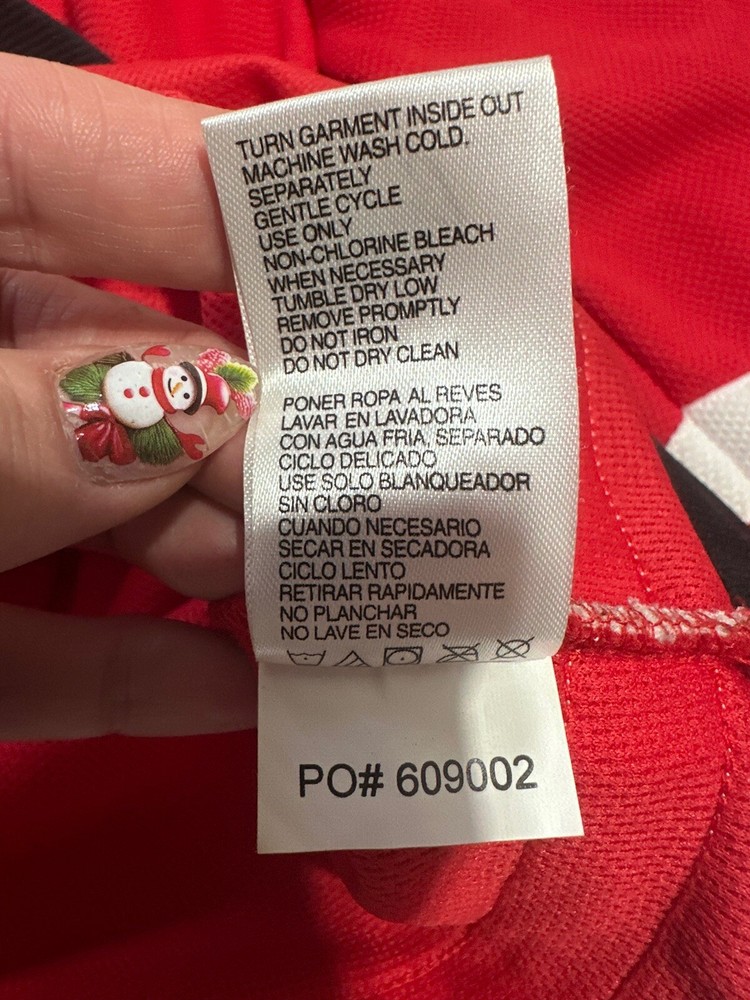 TURN GARMENT INSIDE OUT
MACHINE WASH COLD.
SEPARATELY
GENTLE CYCLE
USE ONLY
NON-CHLORINE BLEACH
WHEN NECESSARY
TUMBLE DRY LOW
REMOVE PROMPTLY
DO NOT IRON
DO NOT DRY CLEAN
PONER ROPA AL REVES
LAVAR EN LAVADORA
CON AGUA FRIA, SEPARADO
CICLO DELICADO
USE SOLO BLANQUEADOR
SIN CLORO
CUANDO NECESARIO
SECAR EN SECADORA
CICLO LENTO
RETIRAR RAPIDAMENTE
NO PLANCHAR
NO LAVE EN SECO
PO# 609002